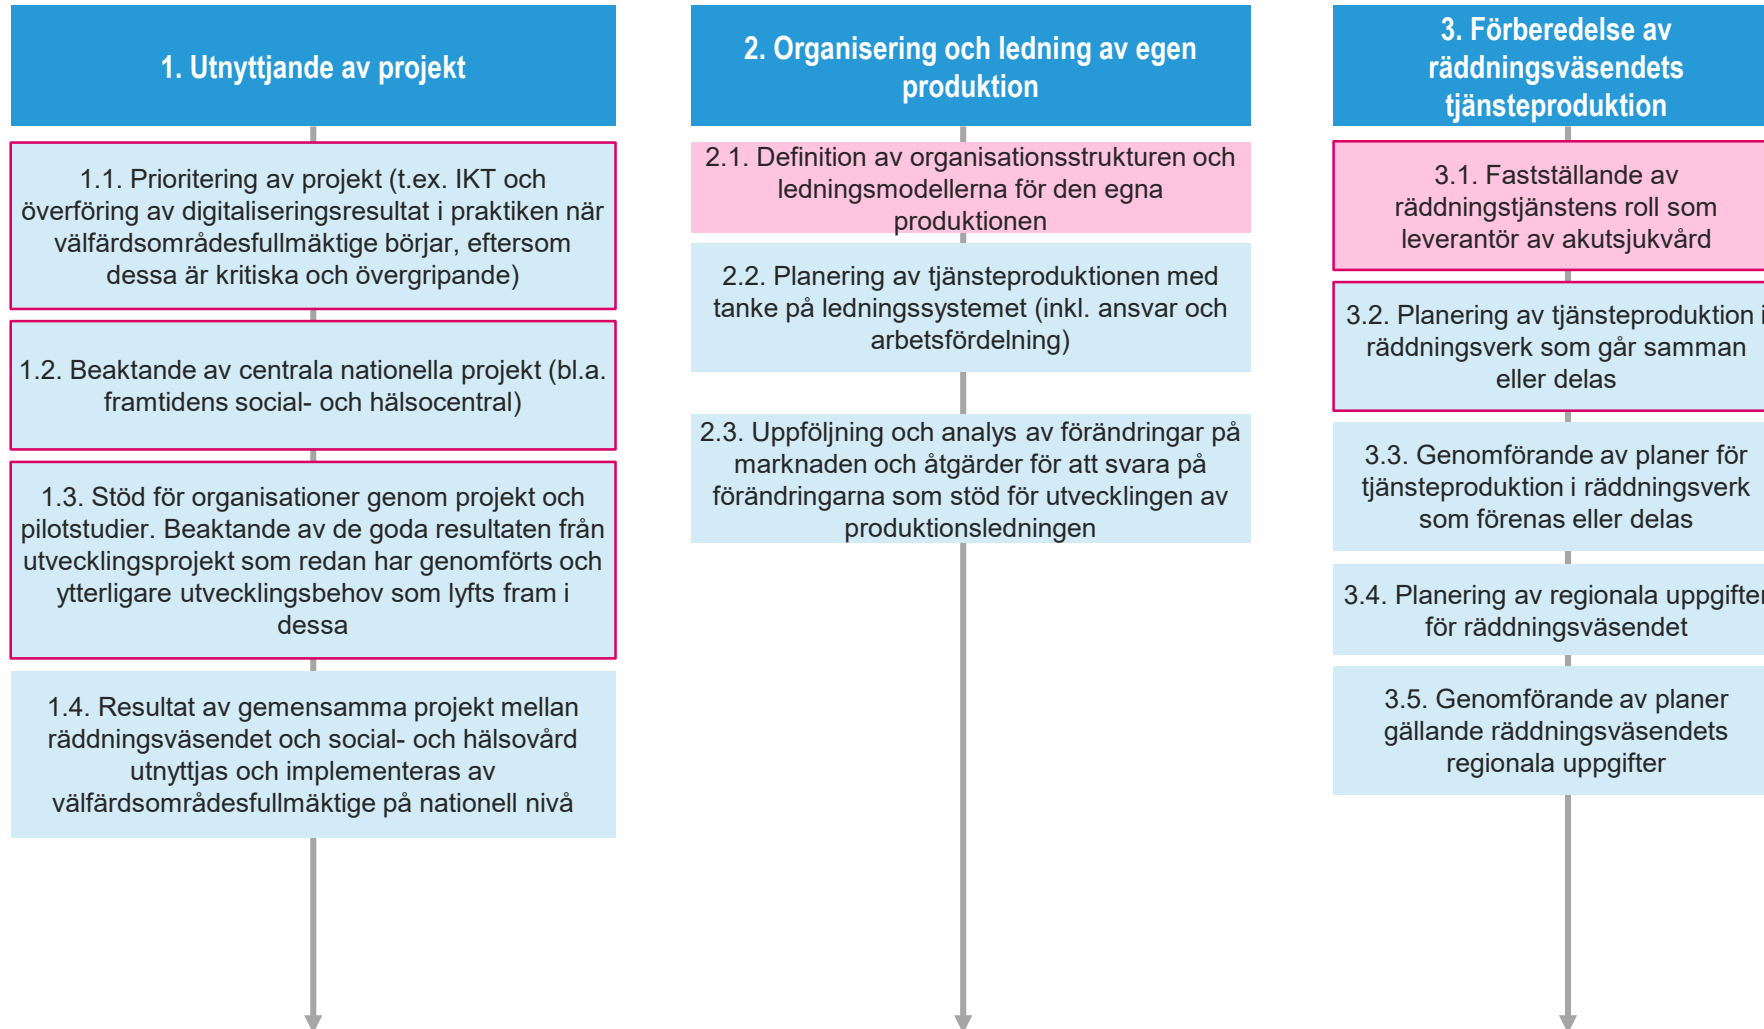 1. Utnyttjande av projekt
1.1. Prioritering av projekt (t.ex. IKT och
överföring av digitaliseringsresultat i praktiken när
välfärdsområdesfullmäktige börjar, eftersom
dessa är kritiska och övergripande)
1.2. Beaktande av centrala nationella projekt (bl.a.
framtidens social- och hälsocentral)
1.3. Stöd för organisationer genom projekt och
pilotstudier. Beaktande av de goda resultaten från
utvecklingsprojekt som redan har genomförts och
ytterligare utvecklingsbehov som lyfts fram i
dessa
1.4. Resultat av gemensamma projekt mellan
räddningsväsendet och social- och hälsovård
utnyttjas och implementeras av
välfärdsområdesfullmäktige på nationell nivå
2. Organisering och ledning av egen
produktion
2.1. Definition av organisationsstrukturen och
ledningsmodellerna för den egna
produktionen
2.2. Planering av tjänsteproduktionen med
tanke på ledningssystemet (inkl. ansvar och
arbetsfördelning)
2.3. Uppföljning och analys av förändringar på
marknaden och åtgärder för att svara på
förändringarna som stöd för utvecklingen av
produktionsledningen
3. Förberedelse av
räddningsväsendets
tjänsteproduktion
3.1. Fastställande av
räddningstjänstens roll som
leverantör av akutsjukvård
3.2. Planering av tjänsteproduktion i
räddningsverk som går samman
eller delas
3.3. Genomförande av planer för
tjänsteproduktion i räddningsverk
som förenas eller delas
3.4. Planering av regionala uppgifter
för räddningsväsendet
3.5. Genomförande av planer
gällande räddningsväsendets
regionala uppgifter